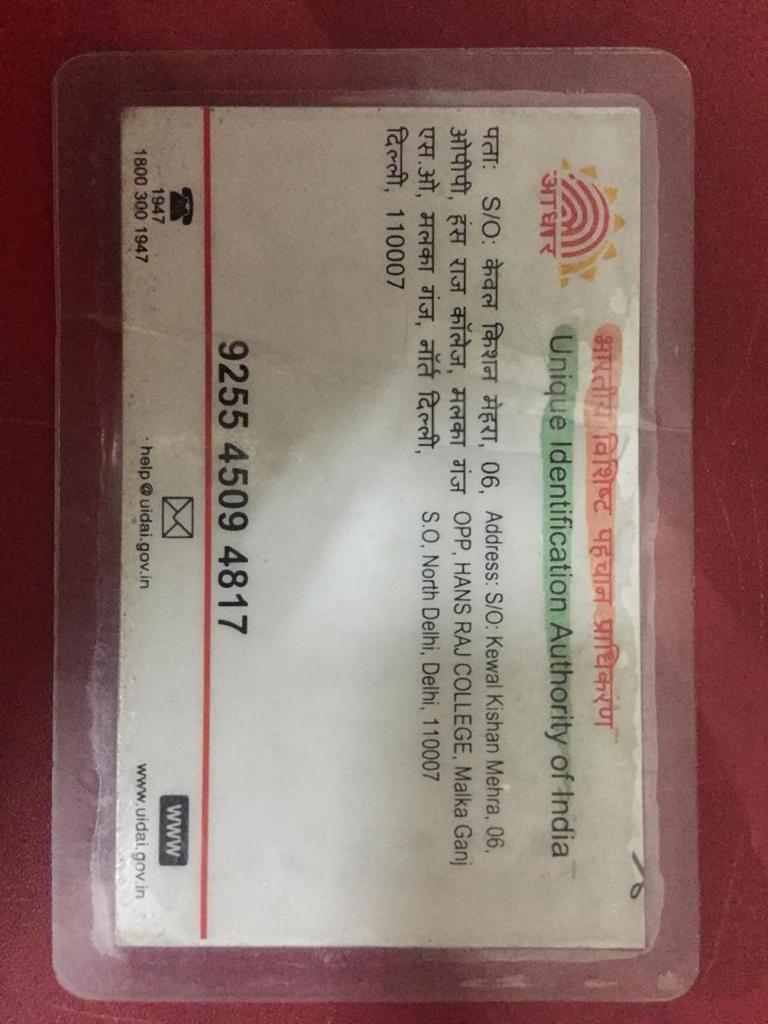 भारतीय विशिष्ट पहचान प्राधिकरण
Unique Identification Authority of India
आधार
पता: S/O: केवल किशन मेहरा, 06,
ओपीपी, हंस राज कॉलेज, मलका गंज
एस.ओ, मलका गंज, नॉर्त दिल्ली,
दिल्ली, 110007
Address: S/O: Kewal Kishan Mehra, 06,
OPP, HANS RAJ COLLEGE, Malka Ganj
S.O, North Delhi, Delhi, 110007
9255 4509 4817
1947
1800 300 1947
help@uidai.gov.in
www
www.uidai.gov.in